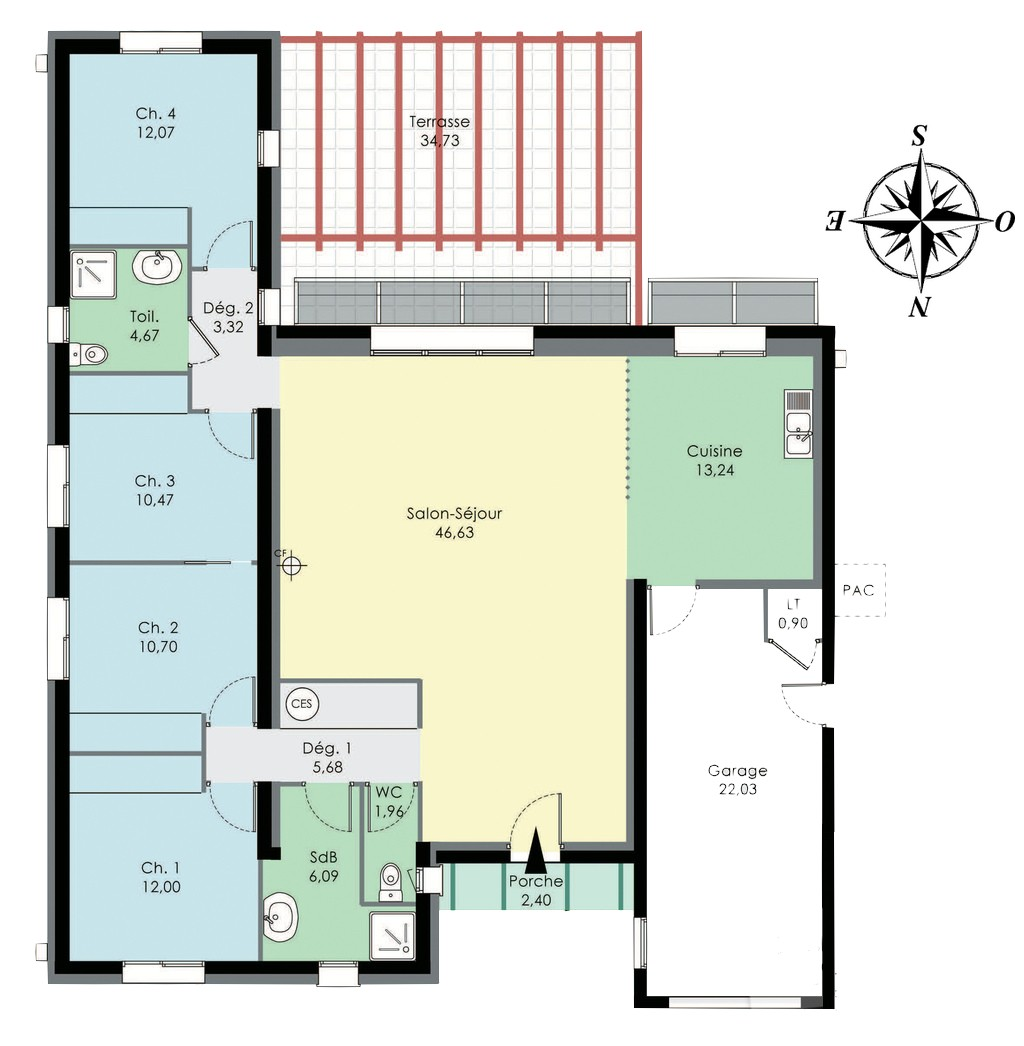 Ch. 4
12,07
Terrasse
34,73
S
E
O
N
Toil.
4,67
Dég. 2
3,32
Ch. 3
10,47
Salon-Séjour
46,63
Cuisine
13,24
CF
PAC
LT
0,90
Ch. 2
10,70
CES
Dég. 1
5,68
WC
1,96
Garage
22,03
Ch. 1
12,00
SdB
6,09
Porche
2,40